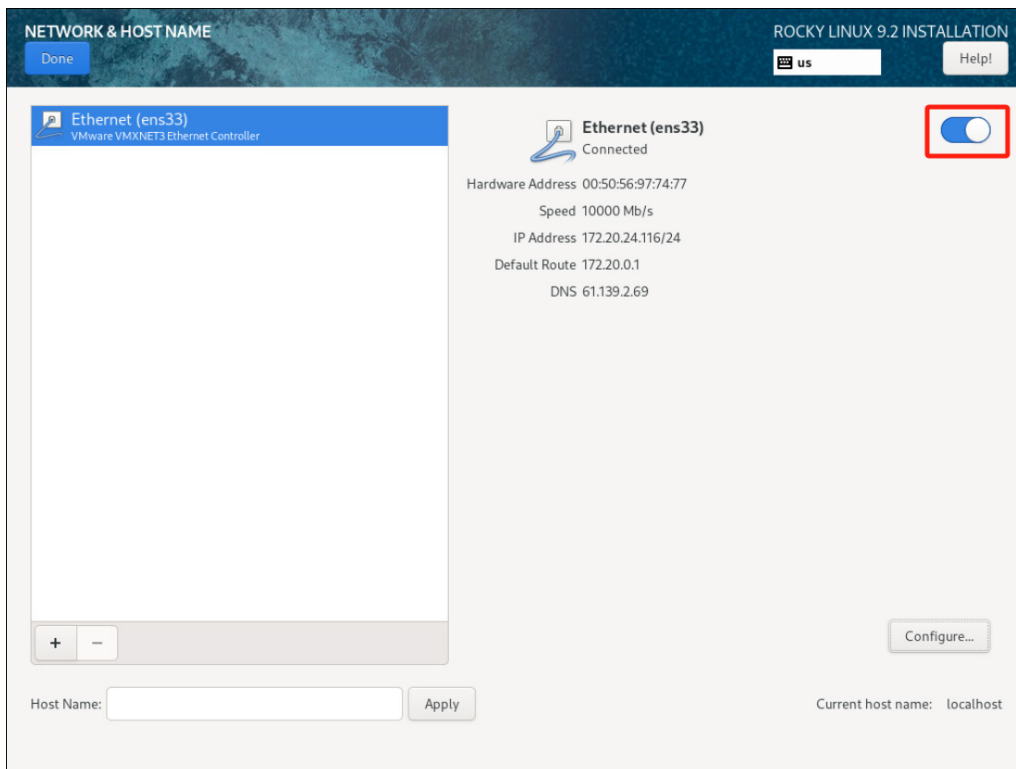 NETWORK & HOST NAME
ROCKY LINUX 9.2 INSTALLATION
Done
us
Help!
Ethernet (ens33)
VMware VMXNET3 Ethernet Controller
Ethernet (ens33)
Connected
Hardware Address 00:50:56:97:74:77
Speed 10000 Mb/s
IP Address 172.20.24.116/24
Default Route 172.20.0.1
DNS 61.139.2.69
+ −
Configure...
Host Name:
Apply
Current host name: localhost